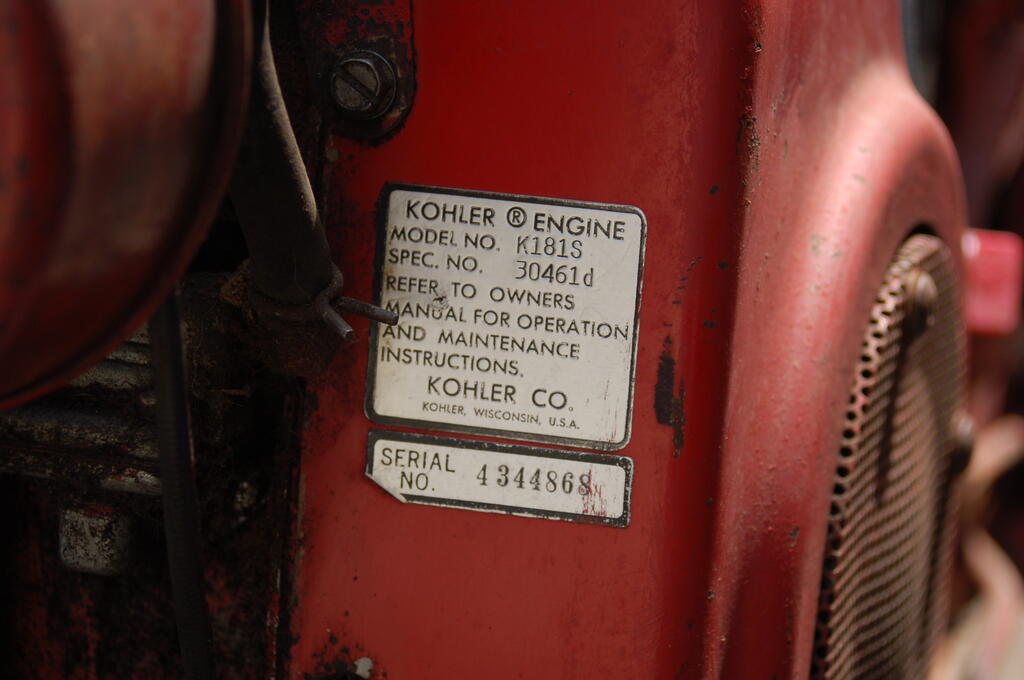 KOHLER ® ENGINE
MODEL NO. K181S
SPEC. NO. 30461d
REFER TO OWNERS
MANUAL FOR OPERATION
AND MAINTENANCE
INSTRUCTIONS.
KOHLER CO.
KOHLER, WISCONSIN, U.S.A.
SERIAL NO. 4344868